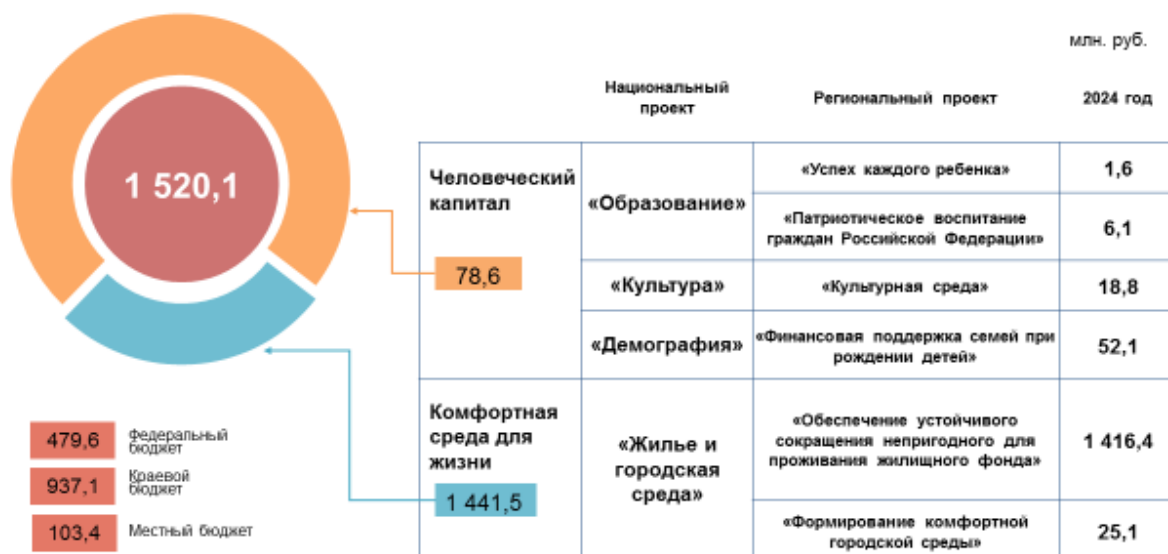 млн. руб.
Национальный
проект
Региональный проект
2024 год
1 520,1
Человеческий
капитал
78,6
«Образование»
«Успех каждого ребенка»
1,6
«Патриотическое воспитание
граждан Российской Федерации»
6,1
«Культура»
«Культурная среда»
18,8
«Демография»
«Финансовая поддержка семей при
рождении детей»
52,1
Комфортная
среда для
жизни
1 441,5
«Жилье и
городская
среда»
«Обеспечение устойчивого
сокращения непригодного для
проживания жилищного фонда»
1 416,4
«Формирование комфортной
городской среды»
25,1
479,6
Федеральный
бюджет
937,1
Краевой
бюджет
103,4
Местный бюджет